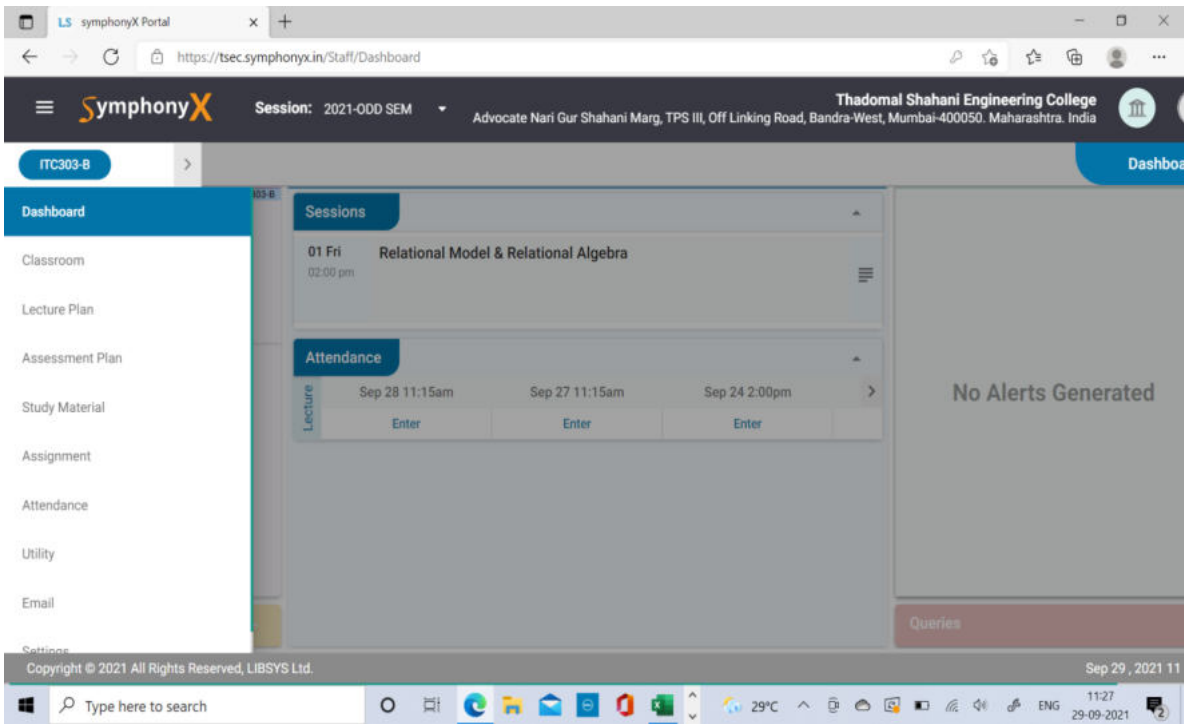 LS symphonyX Portal
https://tsec.symphonyx.in/Staff/Dashboard
SymphonyX
Session: 2021-ODD SEM
Thadomal Shahani Engineering College
Advocate Nari Gur Shahani Marg, TPS III, Off Linking Road, Bandra-West, Mumbai-400050. Maharashtra. India
ITC303-B
Dashboa
Dashboard
Classroom
Lecture Plan
Assessment Plan
Study Material
Assignment
Attendance
Utility
Email
Settings
03-B
Sessions
01 Fri Relational Model & Relational Algebra
02:00 pm
Attendance
Lecture
Sep 28 11:15am Sep 27 11:15am Sep 24 2:00pm
Enter Enter Enter
No Alerts Generated
Queries
Copyright © 2021 All Rights Reserved, LIBSYS Ltd.
Sep 29 , 2021 11
Type here to search
29°C
ENG
11:27
29-09-2021
2